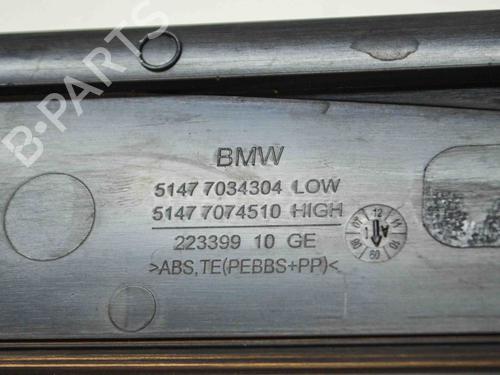 B-PARTS
BMW
5147 7034304 LOW
5147 7074510 HIGH
223399 10 GE
>ABS,TE(PEBBS+PP)<